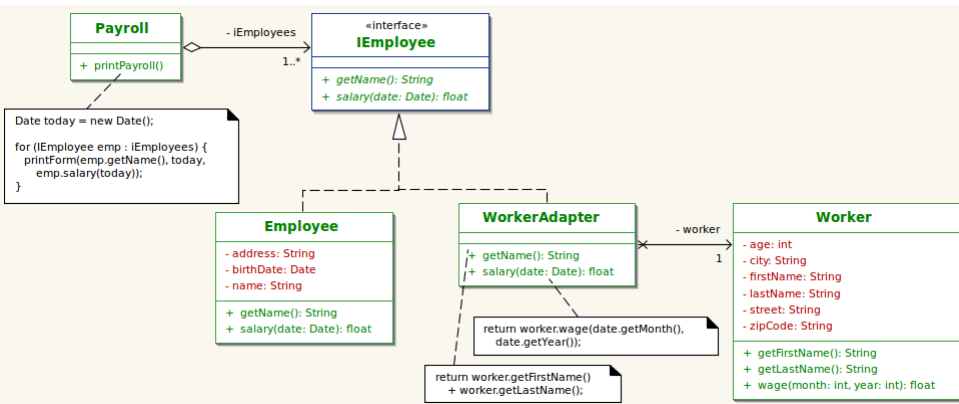 Payroll
+ printPayroll()
- iEmployees
1..*
«interface»
IEmployee
+ getName(): String
+ salary(date: Date): float
Date today = new Date();
for (IEmployee emp : iEmployees) {
printForm(emp.getName(), today,
emp.salary(today));
}
Employee
- address: String
- birthDate: Date
- name: String
+ getName(): String
+ salary(date: Date): float
WorkerAdapter
+ getName(): String
+ salary(date: Date): float
- worker
1
Worker
- age: int
- city: String
- firstName: String
- lastName: String
- street: String
- zipCode: String
+ getFirstName(): String
+ getLastName(): String
+ wage(month: int, year: int): float
return worker.wage(date.getMonth(),
date.getYear());
return worker.getFirstName()
+ worker.getLastName();